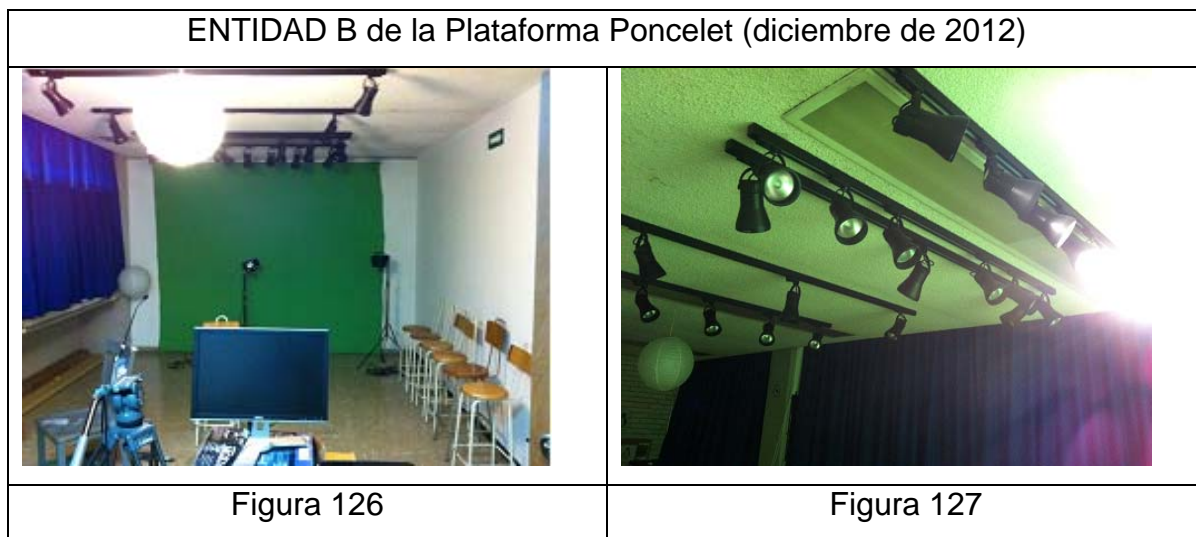 ENTIDAD B de la Plataforma Poncelet (diciembre de 2012)
Figura 126
Figura 127